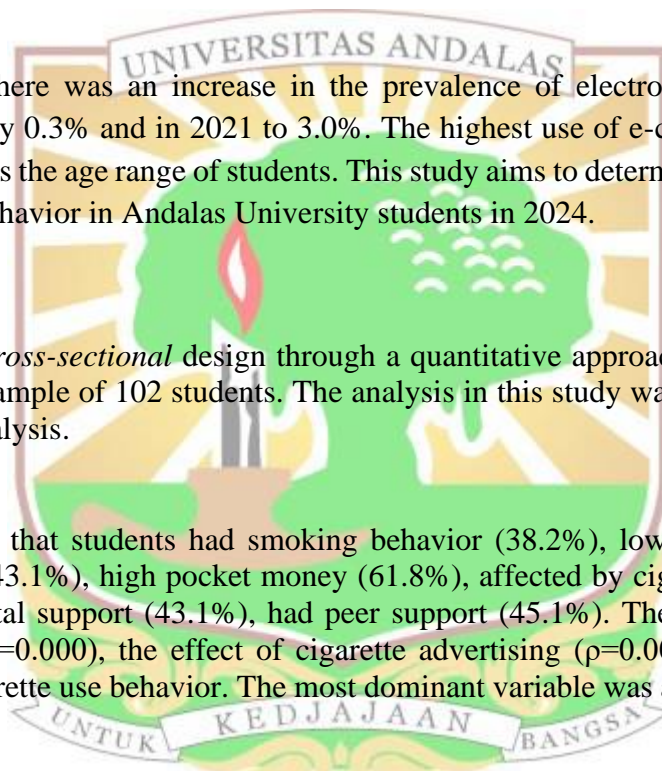 UNIVERSITAS ANDALAS
here was an increase in the prevalence of electro
y 0.3% and in 2021 to 3.0%. The highest use of e-c
s the age range of students. This study aims to determ
havior in Andalas University students in 2024.
ross-sectional design through a quantitative approac
ample of 102 students. The analysis in this study wa
alysis.
that students had smoking behavior (38.2%), low
43.1%), high pocket money (61.8%), affected by cig
tal support (43.1%), had peer support (45.1%). The
=0.000), the effect of cigarette advertising (ρ=0.00
rette use behavior. The most dominant variable was
UNTUK KEDJAJAAN BANGSA